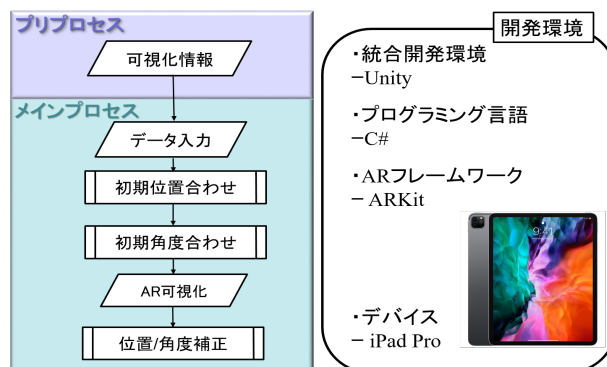 プリプロセス
可視化情報
メインプロセス
データ入力
初期位置合わせ
初期角度合わせ
AR可視化
位置/角度補正
開発環境
・統合開発環境
−Unity
・プログラミング言語
−C#
・ARフレームワーク
− ARKit
9:41
・デバイス
− iPad Pro